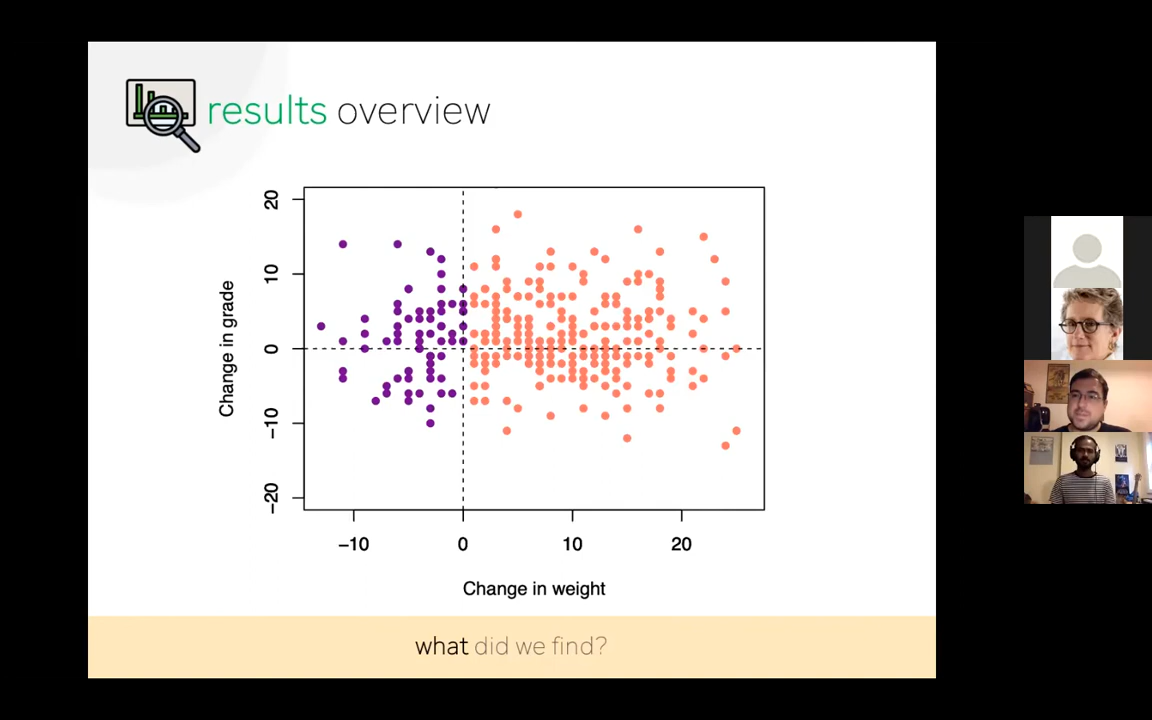 results overview
20
10
0
−10
−20
Change in grade
−10 0 10 20
Change in weight
what did we find?